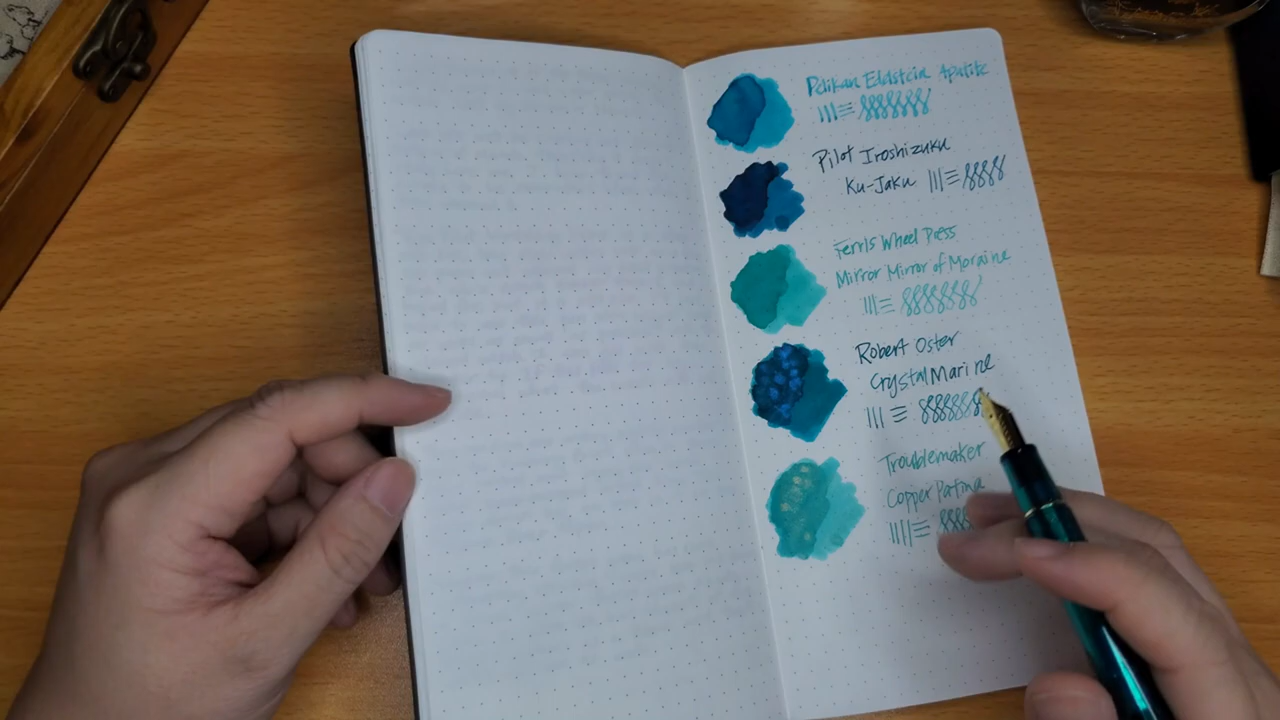 Pelikan Edelstein Apatite
Pilot Iroshizuku
Ku-Jaku
Ferris Wheel Press
Mirror Mirror of Moraine
Robert Oster
Crystal Marine
Troublemaker
Copper Patina